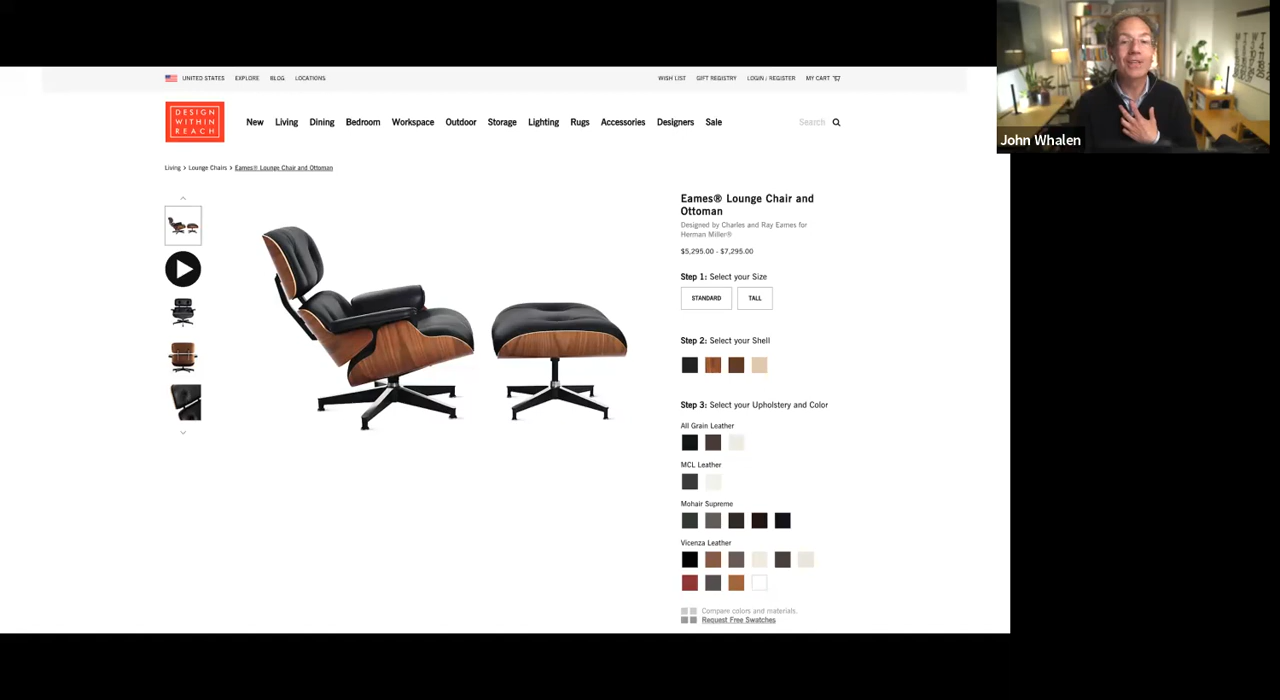 UNITED STATES EXPLORE BLOG LOCATIONS
WISH LIST GIFT REGISTRY LOGIN / REGISTER MY CART
DESIGN
WITHIN
REACH
New Living Dining Bedroom Workspace Outdoor Storage Lighting Rugs Accessories Designers Sale
Search
John Whalen
Living > Lounge Chairs > Eames® Lounge Chair and Ottoman
Eames® Lounge Chair and
Ottoman
Designed by Charles and Ray Eames for
Herman Miller®
$5,295.00 - $7,295.00
Step 1: Select your Size
STANDARD TALL
Step 2: Select your Shell
Step 3: Select your Upholstery and Color
All Grain Leather
MCL Leather
Mohair Supreme
Vicenza Leather
Compare colors and materials.
Request Free Swatches